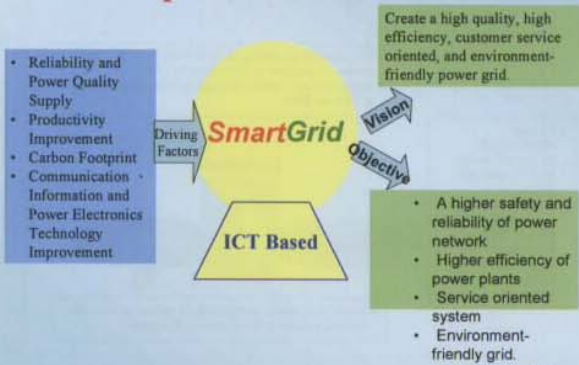 • Reliability and
Power Quality
Supply
• Productivity
Improvement
• Carbon Footprint
• Communication 、
Information and
Power Electronics
Technology
Improvement
Driving
Factors
SmartGrid
ICT Based
Vision
Create a high quality, high
efficiency, customer service
oriented, and environment-
friendly power grid.
Objective
• A higher safety and
reliability of power
network
• Higher efficiency of
power plants
• Service oriented
system
• Environment-
friendly grid.